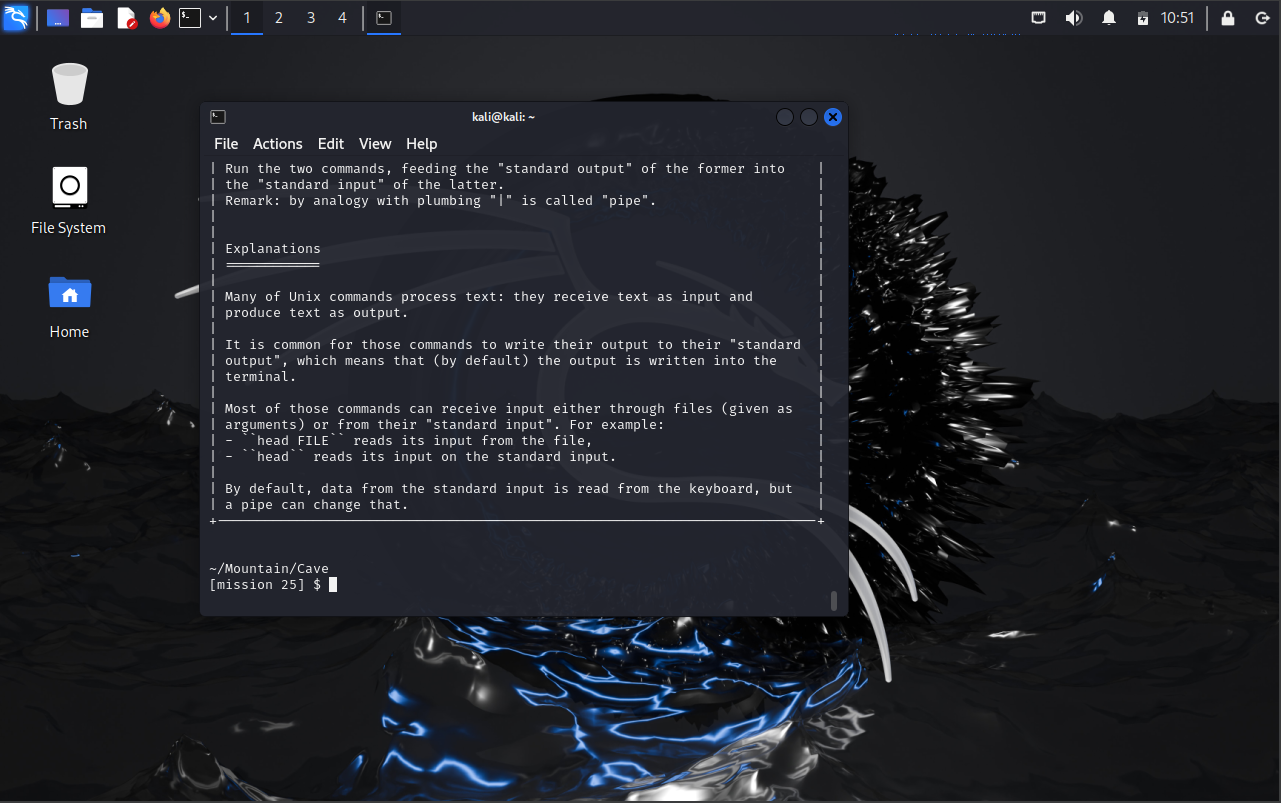 1 2 3 4 10:51
Trash
File System
Home
kali@kali: ~
File Actions Edit View Help
| Run the two commands, feeding the "standard output" of the former into |
| the "standard input" of the latter. |
| Remark: by analogy with plumbing "|" is called "pipe". |
| |
| |
| Explanations |
| ============ |
| |
| Many of Unix commands process text: they receive text as input and |
| produce text as output. |
| |
| It is common for those commands to write their output to their "standard |
| output", which means that (by default) the output is written into the |
| terminal. |
| |
| Most of those commands can receive input either through files (given as |
| arguments) or from their "standard input". For example: |
| - ``head FILE`` reads its input from the file, |
| - ``head`` reads its input on the standard input. |
| |
| By default, data from the standard input is read from the keyboard, but |
| a pipe can change that. |
~/Mountain/Cave
[mission 25] $